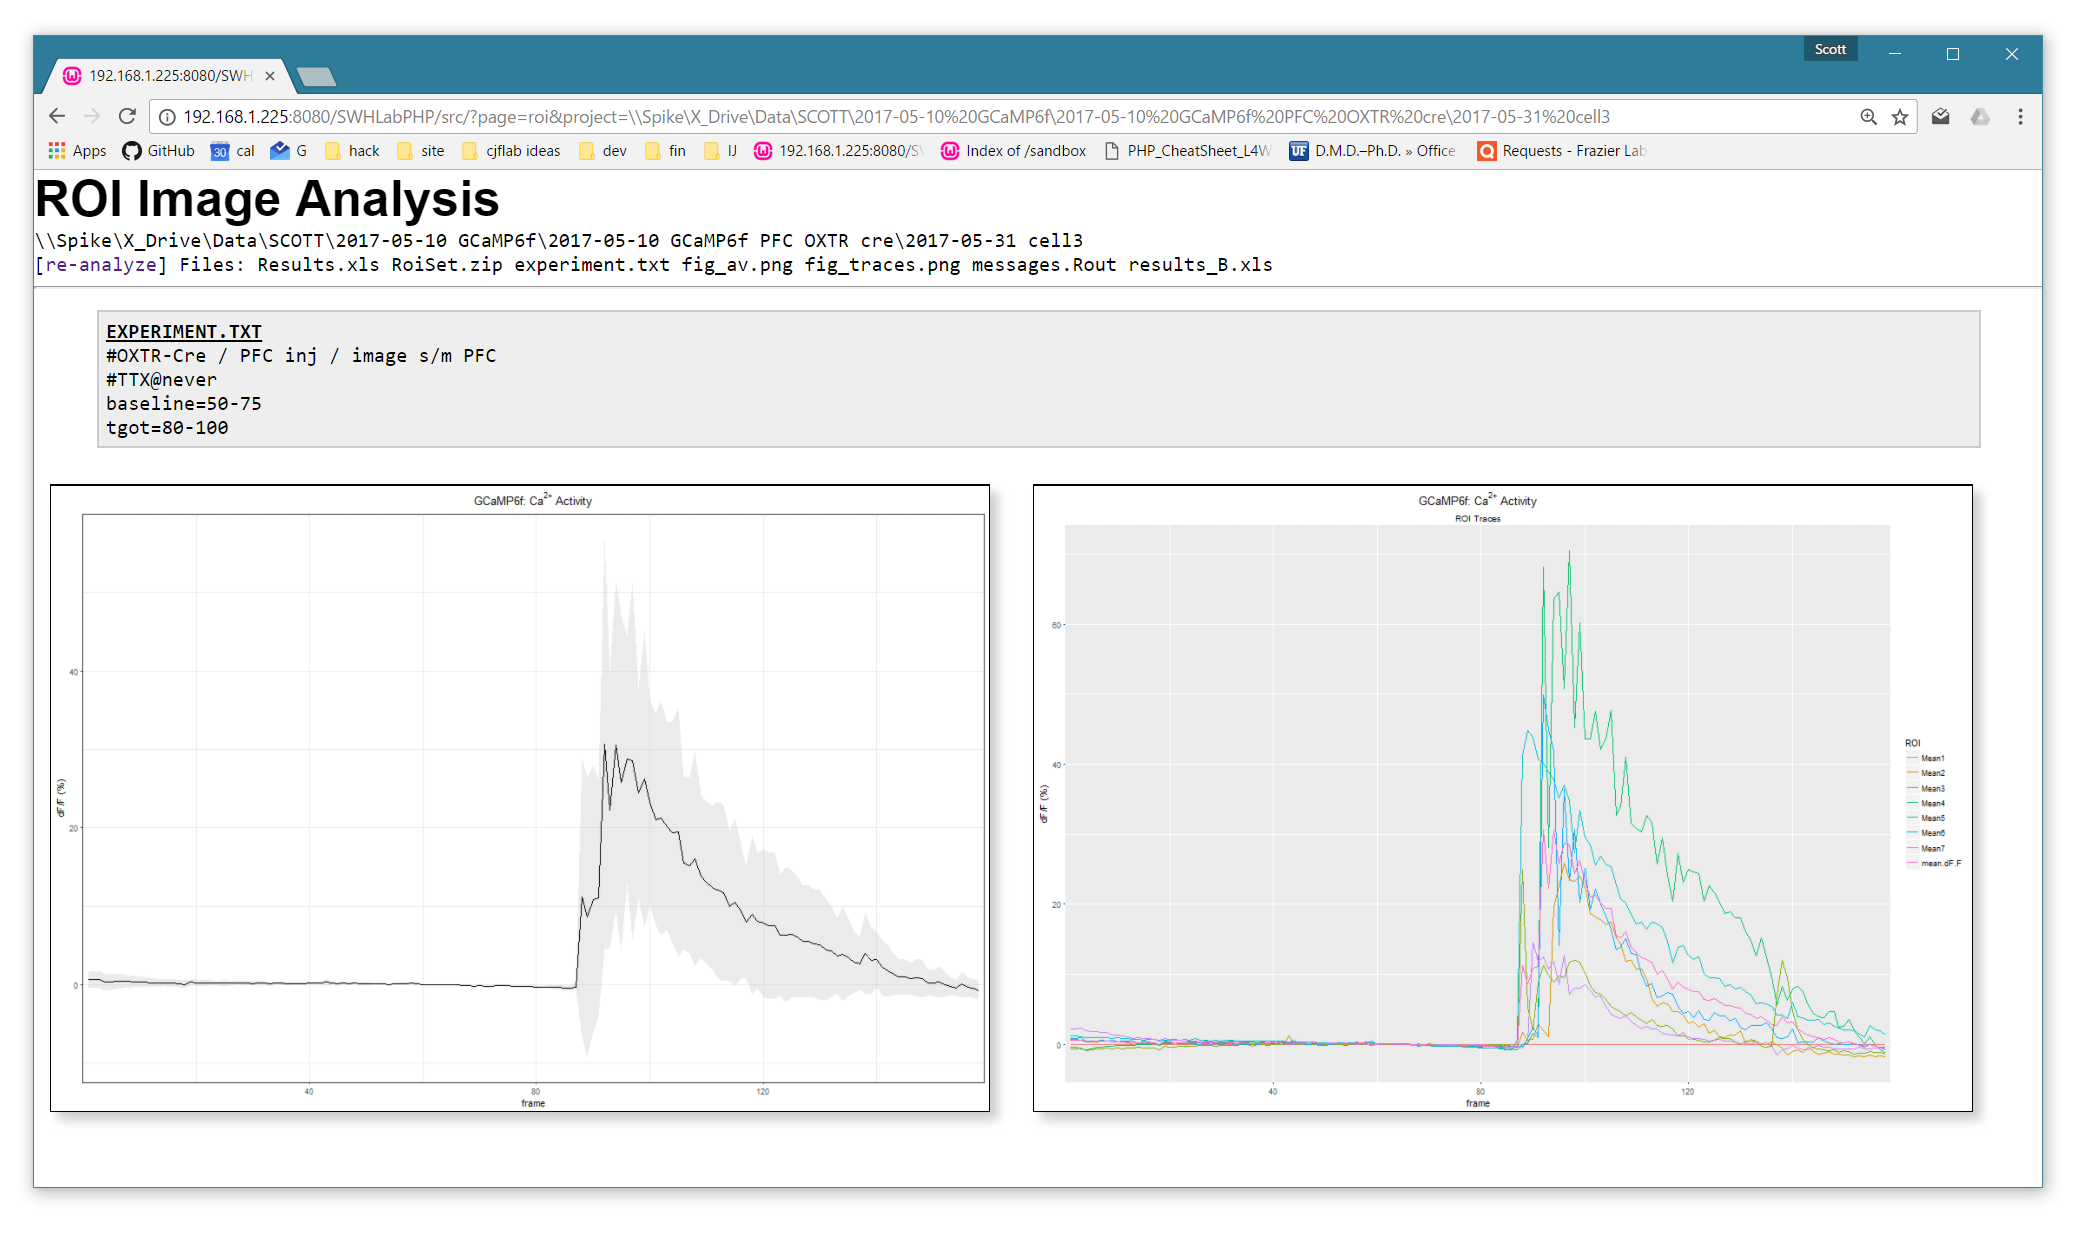 Scott
192.168.1.225:8080/SWH
192.168.1.225:8080/SWHLabPHP/src/?page=roi&project=\\Spike\X_Drive\Data\SCOTT\2017-05-10%20GCaMP6f\2017-05-10%20GCaMP6f%20PFC%20OXTR%20cre\2017-05-31%20cell3
Apps GitHub 30 cal G hack site cjflab ideas dev fin IJ 192.168.1.225:8080/SW Index of /sandbox PHP_CheatSheet_L4W UF D.M.D.–Ph.D. » Office Requests - Frazier Lab
ROI Image Analysis
\\Spike\X_Drive\Data\SCOTT\2017-05-10 GCaMP6f\2017-05-10 GCaMP6f PFC OXTR cre\2017-05-31 cell3
[re-analyze] Files: Results.xls RoiSet.zip experiment.txt fig_av.png fig_traces.png messages.Rout results_B.xls
EXPERIMENT.TXT
#OXTR-Cre / PFC inj / image s/m PFC
#TTX@never
baseline=50-75
tgot=80-100
GCaMP6f: Ca2+ Activity
40
20
0
dF/F (%)
40 80 120
frame
GCaMP6f: Ca2+ Activity
ROI Traces
60
40
20
0
dF/F (%)
40 80 120
frame
ROI
Mean1
Mean2
Mean3
Mean4
Mean5
Mean6
Mean7
mean.dF.F